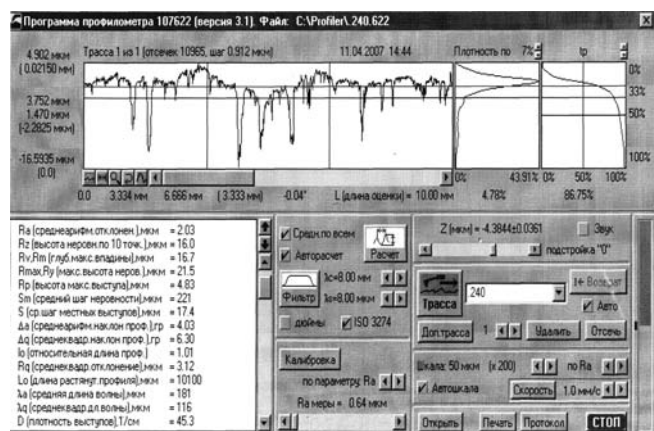 Программа профилометра 107622 (версия 3.1). Файл: C:\Profiler\ 240.622
4.902 мкм Трасса 1 из 1 (отсечек 10965, шаг 0.912 мкм) 11.04.2007 14:44 Плотность по 7% tp
( 0.02150 мм) 0%
3.752 мкм 33%
1.470 мкм 50%
(-2.2825 мкм)
-16.5935 мкм 100%
(0.0) 0% 43.91% 0% 50% 100%
0.0 3.334 мм 6.666 мм ( 3.333 мм) -0.04° L (длина оценки) = 10.00 мм 4.78% 86.75%
Ra (среднеарифм.отклонен.),мкм = 2.03
Rz (высота неровн.по 10 точк.),мкм = 16.0
Rv,Rm (глуб.макс.впадины),мкм = 16.7
Rmax,Ry (макс.высота неров.),мкм = 21.5
Rp (высота макс.выступа),мкм = 4.83
Sm (средний шаг неровности),мкм = 221
S (ср.шаг местных выступов),мкм = 17.4
Δa (среднеарифм.наклон проф.),гр = 4.03
Δq (среднеквадр.наклон проф.),гр = 6.30
lo (относительная длина проф.) = 1.01
Rq (среднеквадр.отклонение),мкм = 3.12
Lo (длина растянут.профиля),мкм = 10100
λa (средняя длина волны),мкм = 181
λq (среднеквадр.дл.волны),мкм = 116
D (плотность выступов),1/см = 45.3
Средн.по всем
Авторасчет Расчет
λc=8.00 мм
Фильтр λc=8.00 мм
дюймы ISO 3274
Калибровка
по параметру Ra
Ra меры = 0.64 мкм
Z (мкм) = -4.3844±0.0361 Звук
подстройка "0"
Трасса 240 Возврат
Авто
Доп.трасса 1 Удалить Отсечь
Шкала: 50 мкм (x 200) по Ra
Автошкала Скорость 1.0 мм/с
Открыть Печать Протокол СТОП